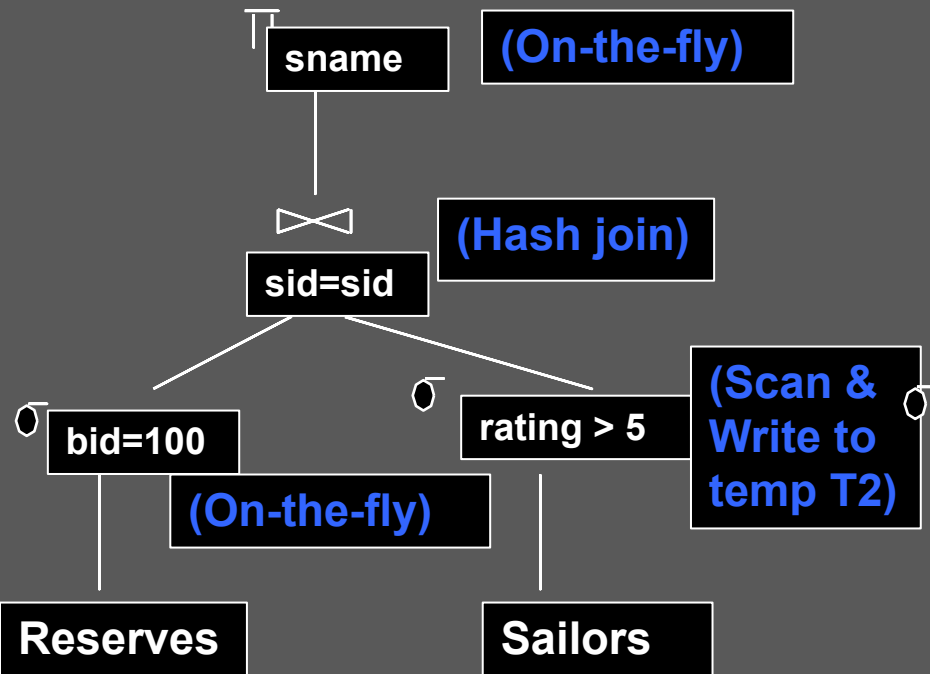 π sname
(On-the-fly)
⋈
(Hash join)
sid=sid
σ bid=100
(On-the-fly)
σ rating > 5
(Scan &
Write to
temp T2)
σ
Reserves
Sailors